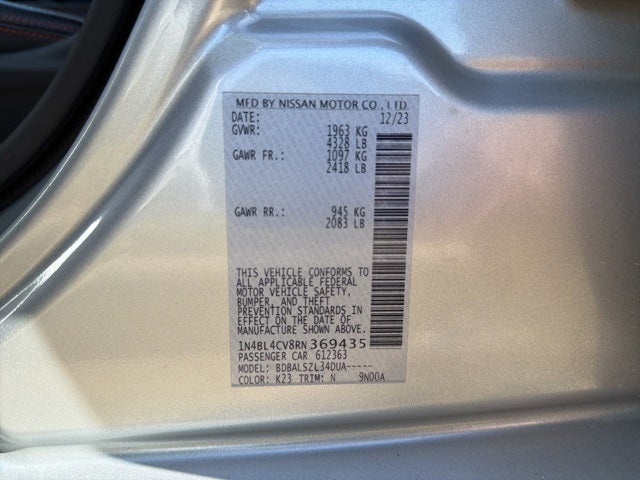 MFD BY NISSAN MOTOR CO., LTD.
DATE: 12/23
GVWR: 1963 KG
4328 LB
GAWR FR.: 1097 KG
2418 LB
GAWR RR.: 945 KG
2083 LB
THIS VEHICLE CONFORMS TO
ALL APPLICABLE FEDERAL
MOTOR VEHICLE SAFETY,
BUMPER, AND THEFT
PREVENTION STANDARDS
IN EFFECT ON THE DATE OF
MANUFACTURE SHOWN ABOVE.
1N4BL4CV8RN369435
PASSENGER CAR 612363
MODEL: BDBALSZL34DUA-----
COLOR: K23 TRIM: N 9N00A